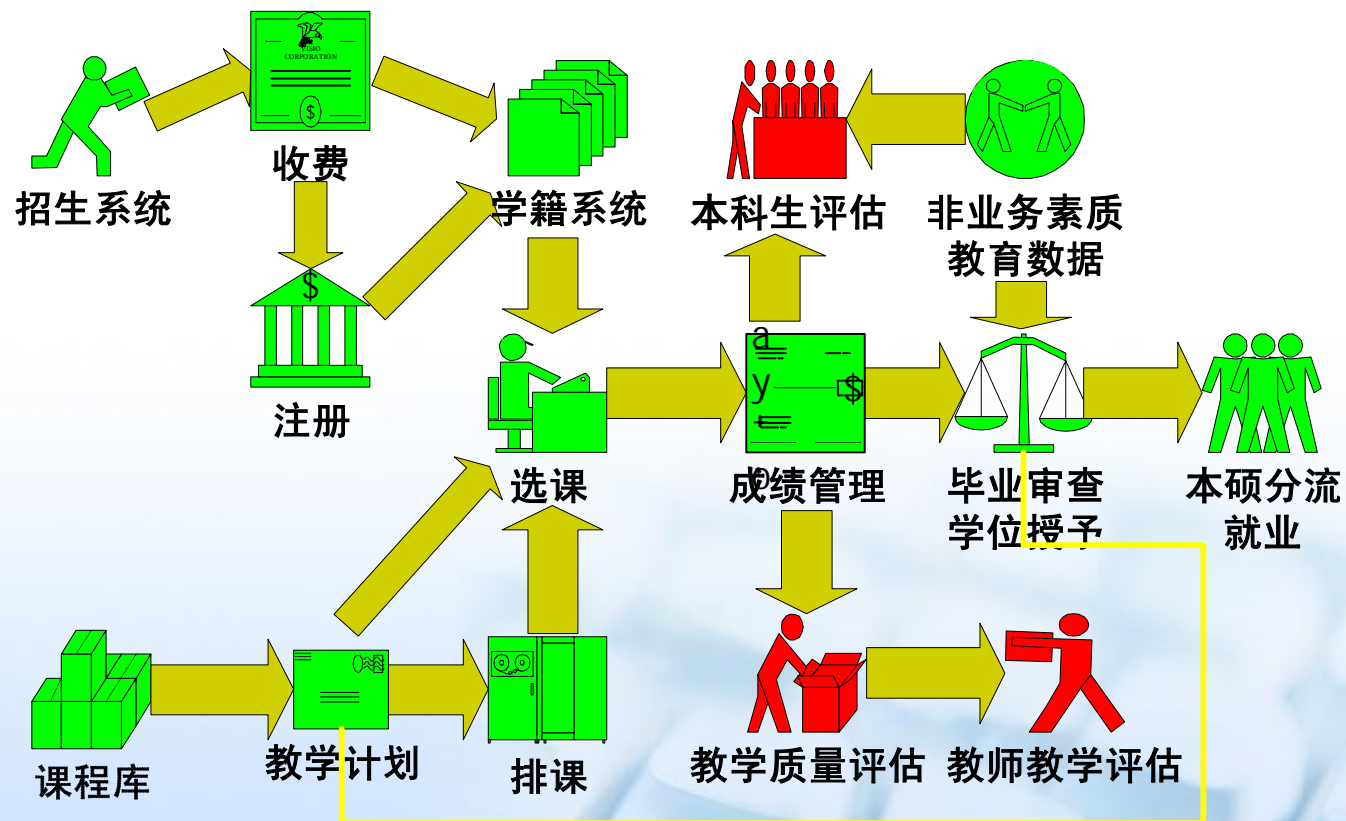 VISIO
CORPORATION
$
收费
招生系统
学籍系统
本科生评估
非业务素质
教育数据
$
注册
选课
a
y
$
成绩管理
毕业审查
学位授予
本硕分流
就业
课程库
教学计划
排课
教学质量评估
教师教学评估